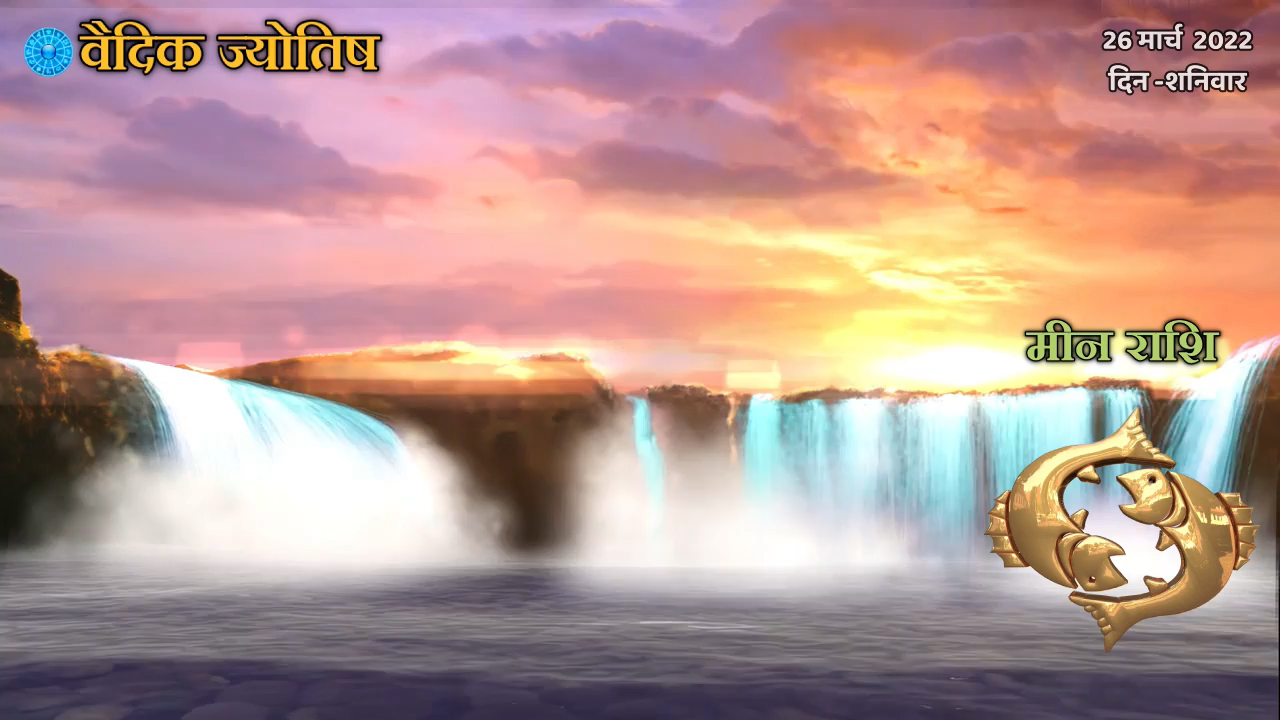 वैदिक ज्योतिष
26 मार्च 2022
दिन -शनिवार
मीन राशि